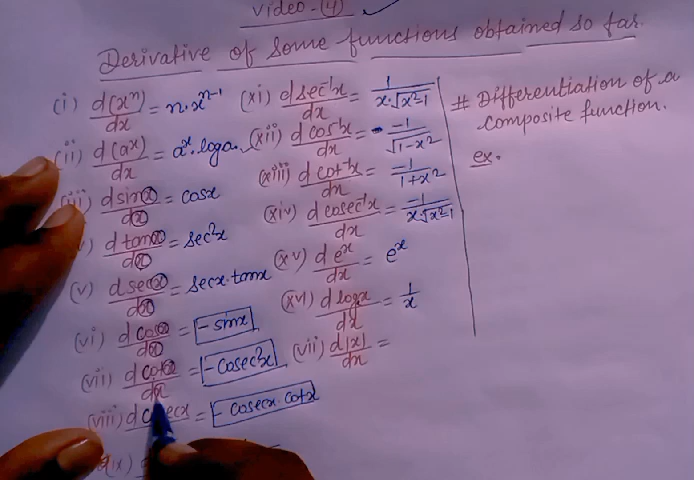 Video-(4)
Derivative of Some functions obtained so far.
(i) d(xⁿ)/dx = n·xⁿ⁻¹
(ii) d(aˣ)/dx = aˣ·loga
d sinx/dx = cosx
d tanx/dx = sec²x
(v) d secx/dx = secx·tanx
(vi) d cosx/dx = -sinx
(vii) d cotx/dx = -cosec²x
(viii) = -cosecx·cotx
(xi) d sec⁻¹x/dx = 1/x·√x²-1
(xii) d cos⁻¹x/dx = -1/√1-x²
(xiii) d cot⁻¹x/dx = -1/1+x²
(xiv) d cosec⁻¹x/dx = -1/x·√x²-1
(xv) d eˣ/dx = eˣ
(xvi) d logx/dx = 1/x
(vii) d|x|/dx =
# Differentiation of a
composite function.
ex.